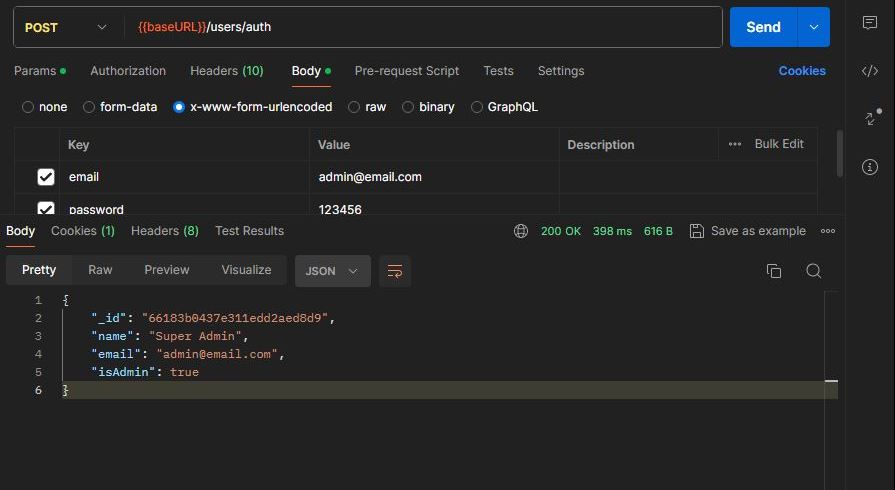 POST {{baseURL}}/users/auth Send
Params Authorization Headers (10) Body Pre-request Script Tests Settings Cookies
none form-data x-www-form-urlencoded raw binary GraphQL
Key Value Description Bulk Edit
email admin@email.com
password 123456
Body Cookies (1) Headers (8) Test Results 200 OK 398 ms 616 B Save as example
Pretty Raw Preview Visualize JSON
1 {
2 "_id": "66183b0437e311edd2aed8d9",
3 "name": "Super Admin",
4 "email": "admin@email.com",
5 "isAdmin": true
6 }